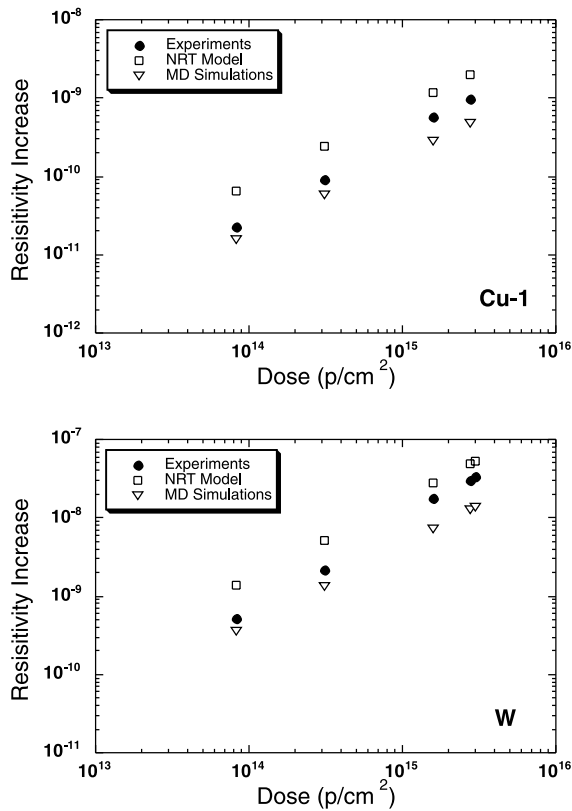 10^-8
Experiments
NRT Model
MD Simulations
10^-9
10^-10
10^-11
10^-12
Resisitivity Increase
Cu-1
10^13 10^14 10^15 10^16
Dose (p/cm^2)
10^-7
Experiments
NRT Model
MD Simulations
10^-8
10^-9
10^-10
10^-11
Resisitivity Increase
W
10^13 10^14 10^15 10^16
Dose (p/cm^2)